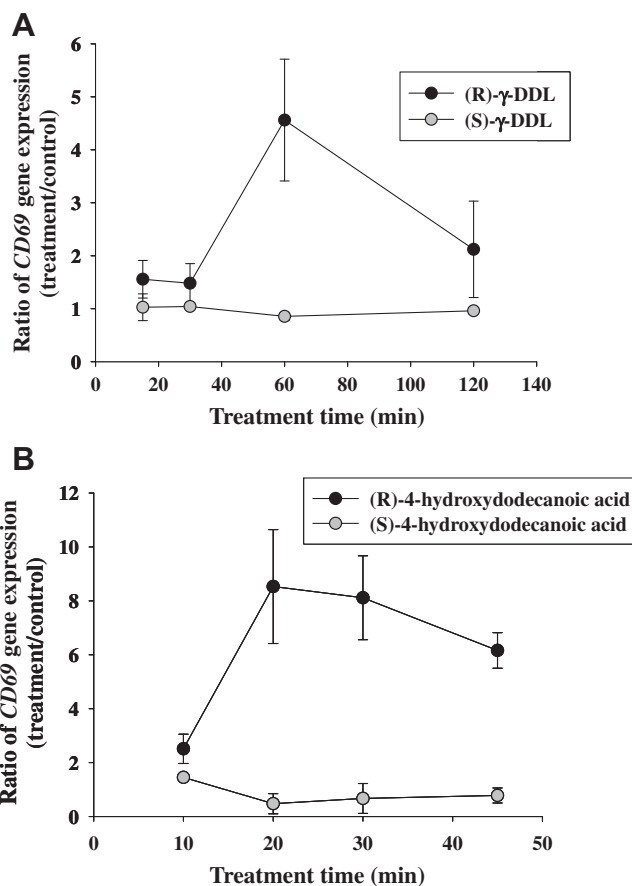 A
6
5
4
3
2
1
0
Ratio of CD69 gene expression
(treatment/control)
(R)-γ-DDL
(S)-γ-DDL
0 20 40 60 80 100 120 140
Treatment time (min)
B
12
10
8
6
4
2
0
Ratio of CD69 gene expression
(treatment/control)
(R)-4-hydroxydodecanoic acid
(S)-4-hydroxydodecanoic acid
0 10 20 30 40 50
Treatment time (min)